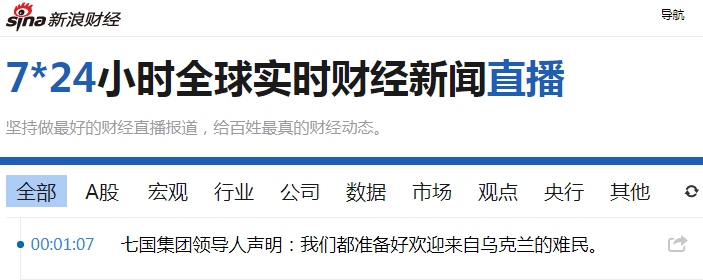 sina 新浪财经
导航
7*24小时全球实时财经新闻直播
坚持做最好的财经直播报道，给百姓最真的财经动态。
全部 A股 宏观 行业 公司 数据 市场 观点 央行 其他
00:01:07 七国集团领导人声明：我们都准备好欢迎来自乌克兰的难民。